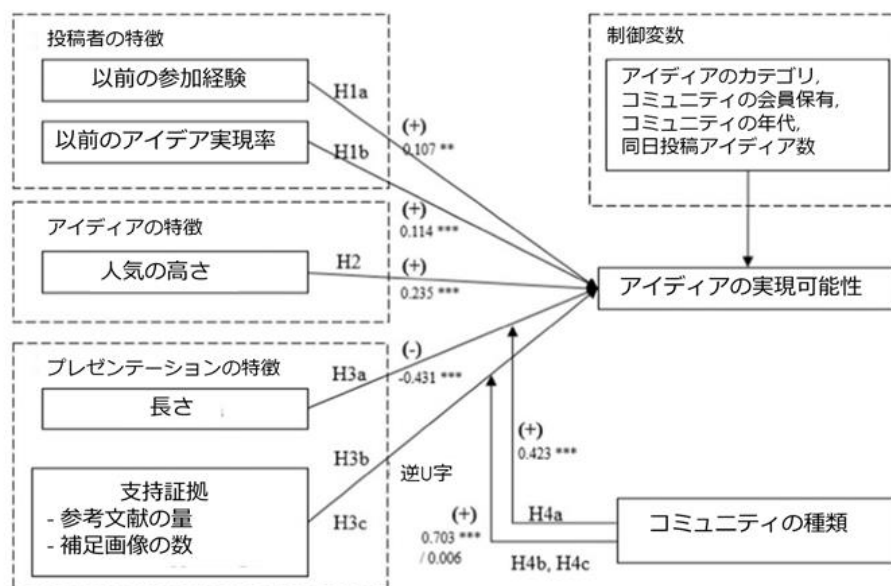 投稿者の特徴
以前の参加経験
以前のアイデア実現率
H1a
(+)
0.107 **
H1b
(+)
0.114 ***
アイディアの特徴
人気の高さ
H2
(+)
0.235 ***
プレゼンテーションの特徴
長さ
H3a
(-)
-0.431 ***
支持証拠
- 参考文献の量
- 補足画像の数
H3b
H3c
逆U字
制御変数
アイディアのカテゴリ,
コミュニティの会員保有,
コミュニティの年代,
同日投稿アイディア数
アイディアの実現可能性
(+)
0.423 ***
H4a
(+)
0.703 ***
/ 0.006
H4b, H4c
コミュニティの種類